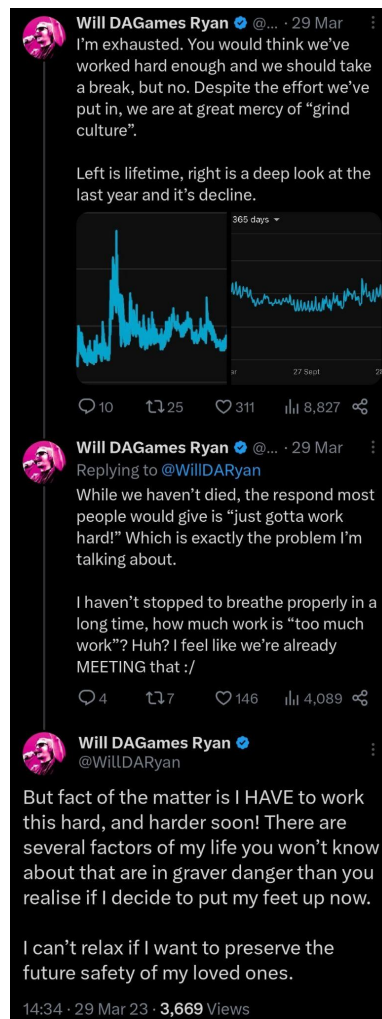 Will DAGames Ryan @... · 29 Mar
I'm exhausted. You would think we've
worked hard enough and we should take
a break, but no. Despite the effort we've
put in, we are at great mercy of “grind
culture”.
Left is lifetime, right is a deep look at the
last year and it's decline.
365 days
27 Sept
10 25 311 8,827
Will DAGames Ryan @... · 29 Mar
Replying to @WillDARyan
While we haven't died, the respond most
people would give is “just gotta work
hard!” Which is exactly the problem I'm
talking about.
I haven't stopped to breathe properly in a
long time, how much work is “too much
work”? Huh? I feel like we're already
MEETING that :/
4 7 146 4,089
Will DAGames Ryan
@WillDARyan
But fact of the matter is I HAVE to work
this hard, and harder soon! There are
several factors of my life you won't know
about that are in graver danger than you
realise if I decide to put my feet up now.
I can't relax if I want to preserve the
future safety of my loved ones.
14:34 · 29 Mar 23 · 3,669 Views